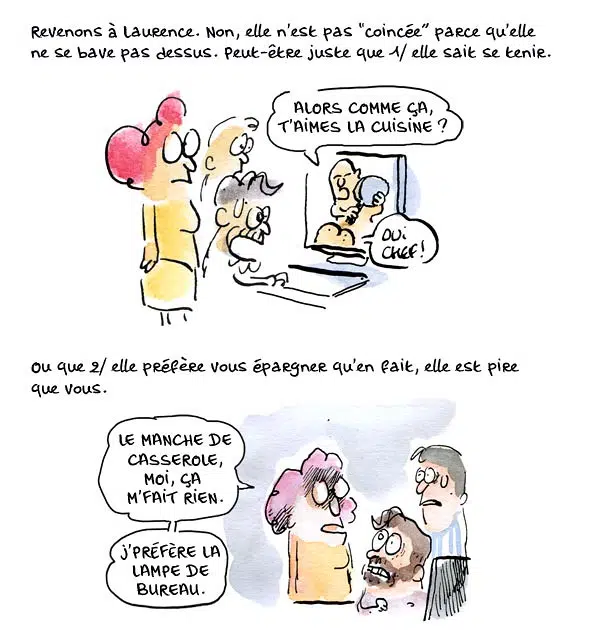 Revenons à Laurence. Non, elle n'est pas "coincée" parce qu'elle
ne se bave pas dessus. Peut-être juste que 1/ elle sait se tenir.
ALORS COMME ÇA,
T'AIMES LA CUISINE ?
OUI
CHEF !
Ou que 2/ elle préfère vous épargner qu'en fait, elle est pire
que vous.
LE MANCHE DE
CASSEROLE,
MOI, ÇA
M'FAIT RIEN.
J'PRÉFÈRE LA
LAMPE DE
BUREAU.